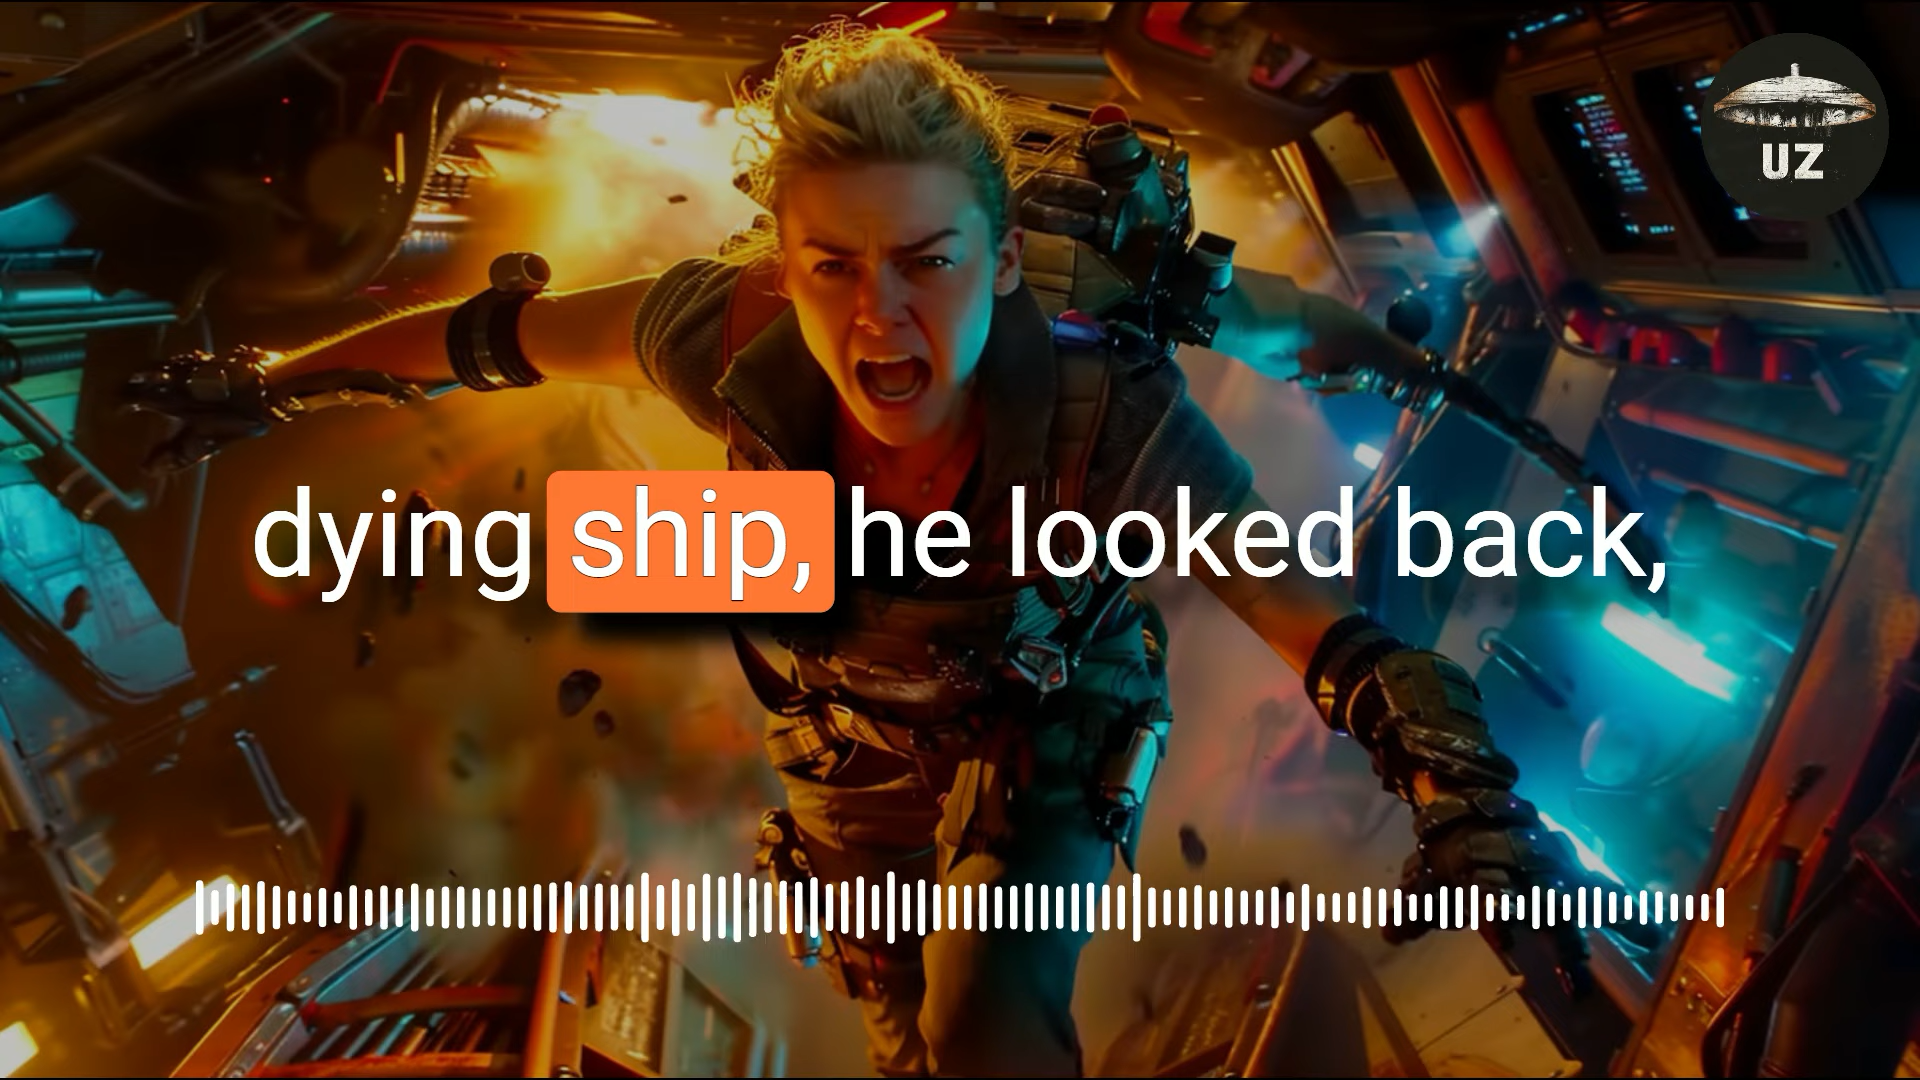 UZ
dying ship, he looked back,